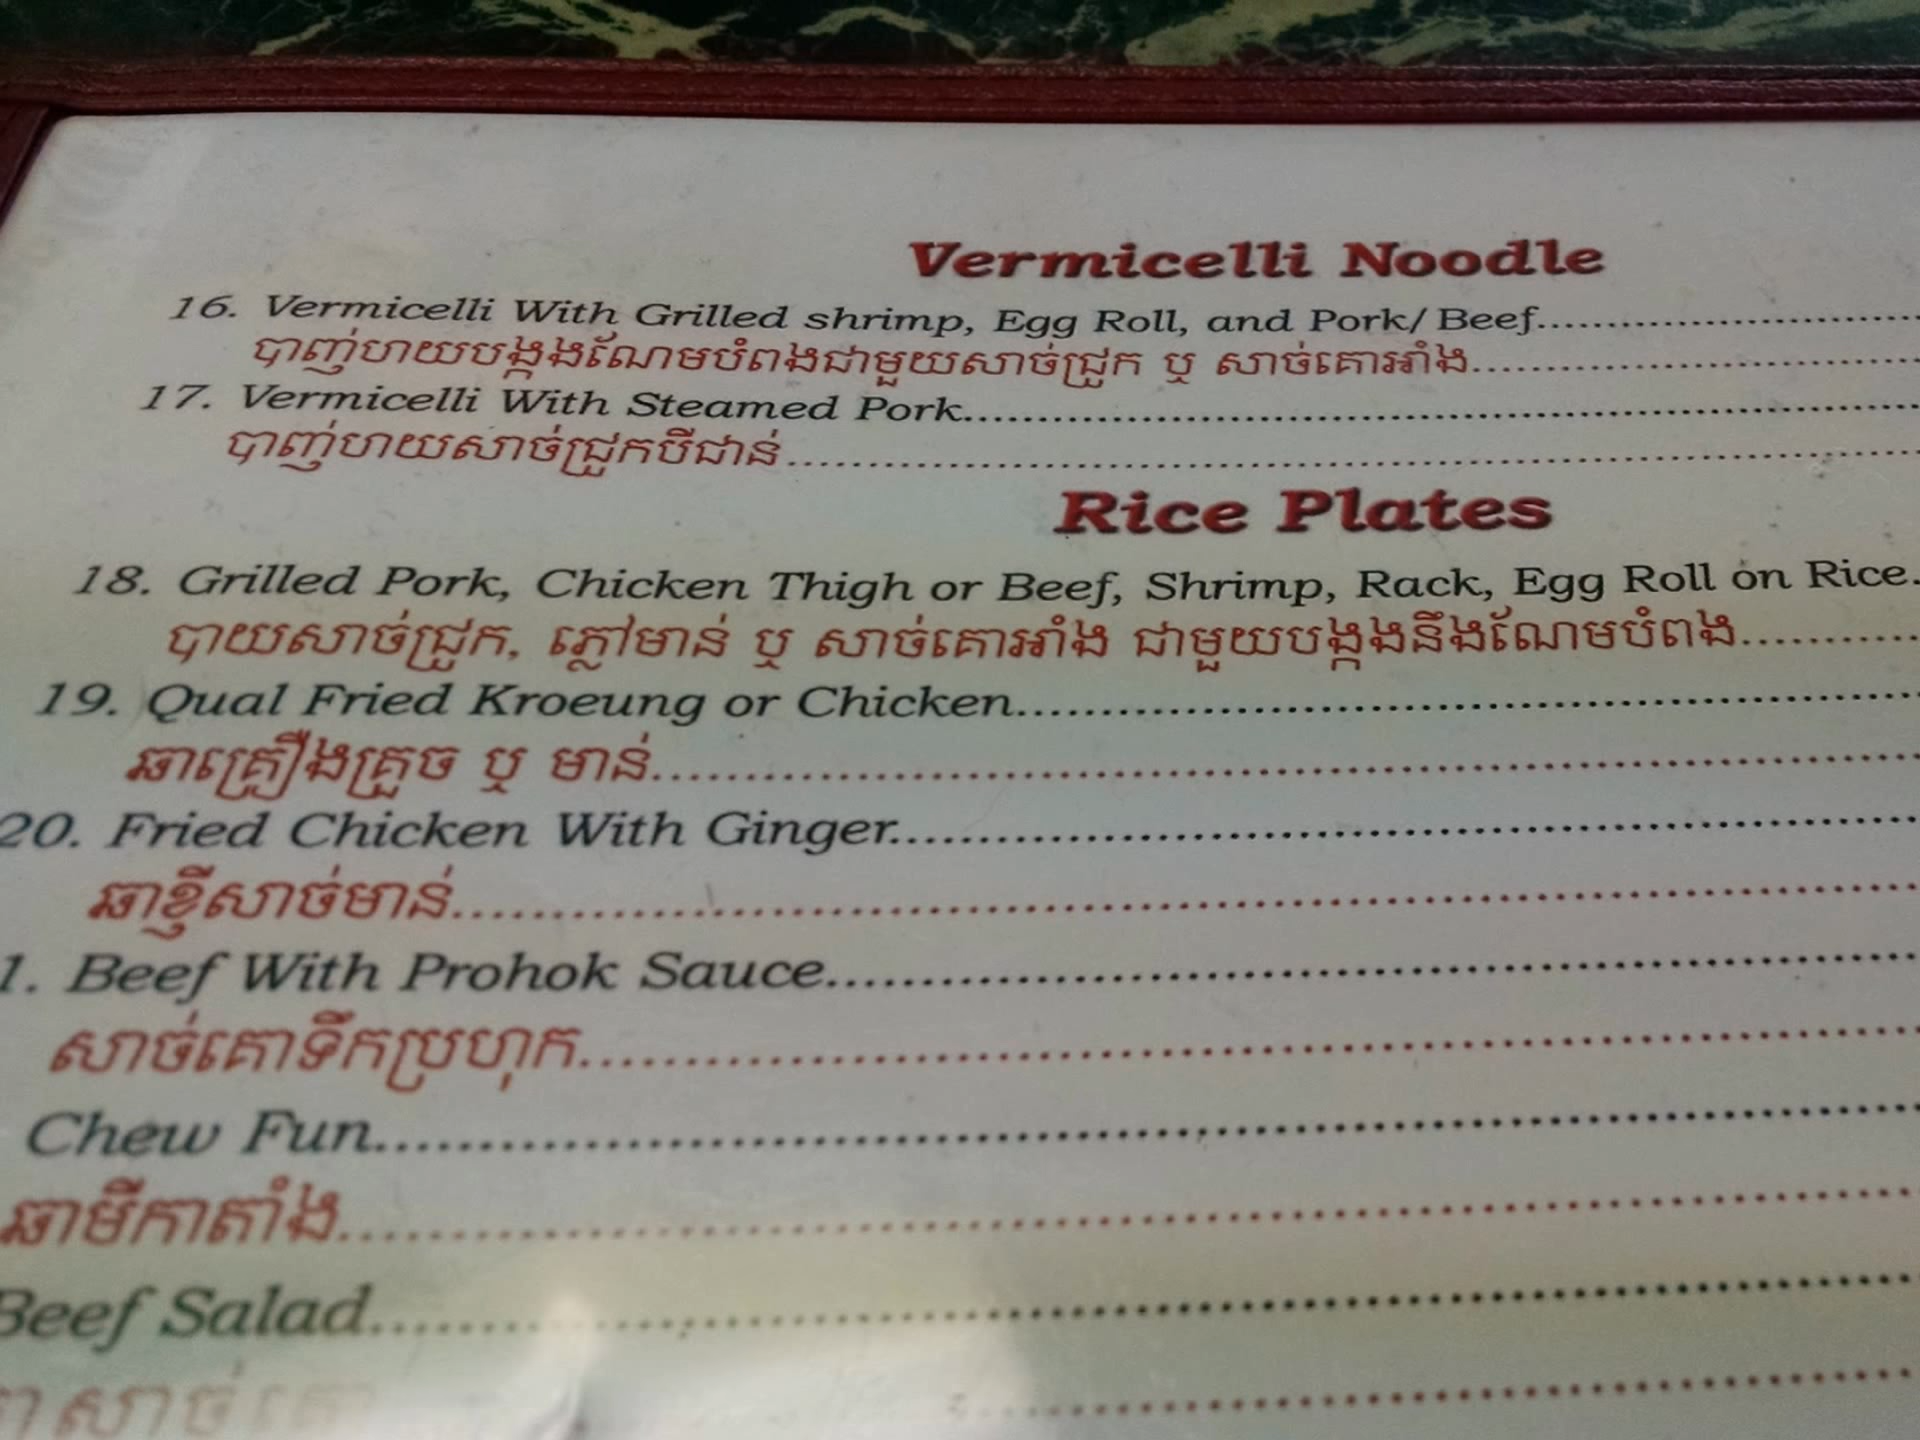 Vermicelli Noodle
16. Vermicelli With Grilled shrimp, Egg Roll, and Pork/ Beef
បាញ់ហយបង្កងណែមបំពងជាមួយសាច់ជ្រូក ឬ សាច់គោអាំង
17. Vermicelli With Steamed Pork
បាញ់ហយសាច់ជ្រូកបីជាន់
Rice Plates
18. Grilled Pork, Chicken Thigh or Beef, Shrimp, Rack, Egg Roll on Rice.
បាយសាច់ជ្រូក, ភ្លៅមាន់ ឬ សាច់គោអាំង ជាមួយបង្កងនឹងណែមបំពង
19. Qual Fried Kroeung or Chicken
ឆាគ្រឿងគ្រួច ឬ មាន់
20. Fried Chicken With Ginger
ឆាខ្ញីសាច់មាន់
1. Beef With Prohok Sauce
សាច់គោទឹកប្រហុក
Chew Fun
ឆាមីកាតាំង
Beef Salad
សាច់គោ